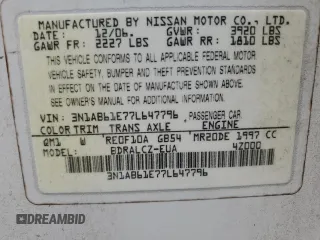 MANUFACTURED BY NISSAN MOTOR CO., LTD.
DATE: 12/06. GVWR: 3920 LBS
GAWR FR: 2227 LBS GAWR RR: 1810 LBS
THIS VEHICLE CONFORMS TO ALL APPLICABLE FEDERAL MOTOR
VEHICLE SAFETY, BUMPER AND THEFT PREVENTION STANDARDS
IN EFFECT ON THE DATE OF MANUFACTURE SHOWN ABOVE.
SEE OWNER'S MANUAL FOR ADDITIONAL INFORMATION
VIN: 3N1AB61E77L647796 , PASSENGER CAR
COLOR TRIM TRANS AXLE ENGINE
QM1 W RE0F10A GB54 MR20DE 1997 CC
MODEL: BDRALCZ-EUA 4Z000
3N1AB61E77L647796
DREAMBID